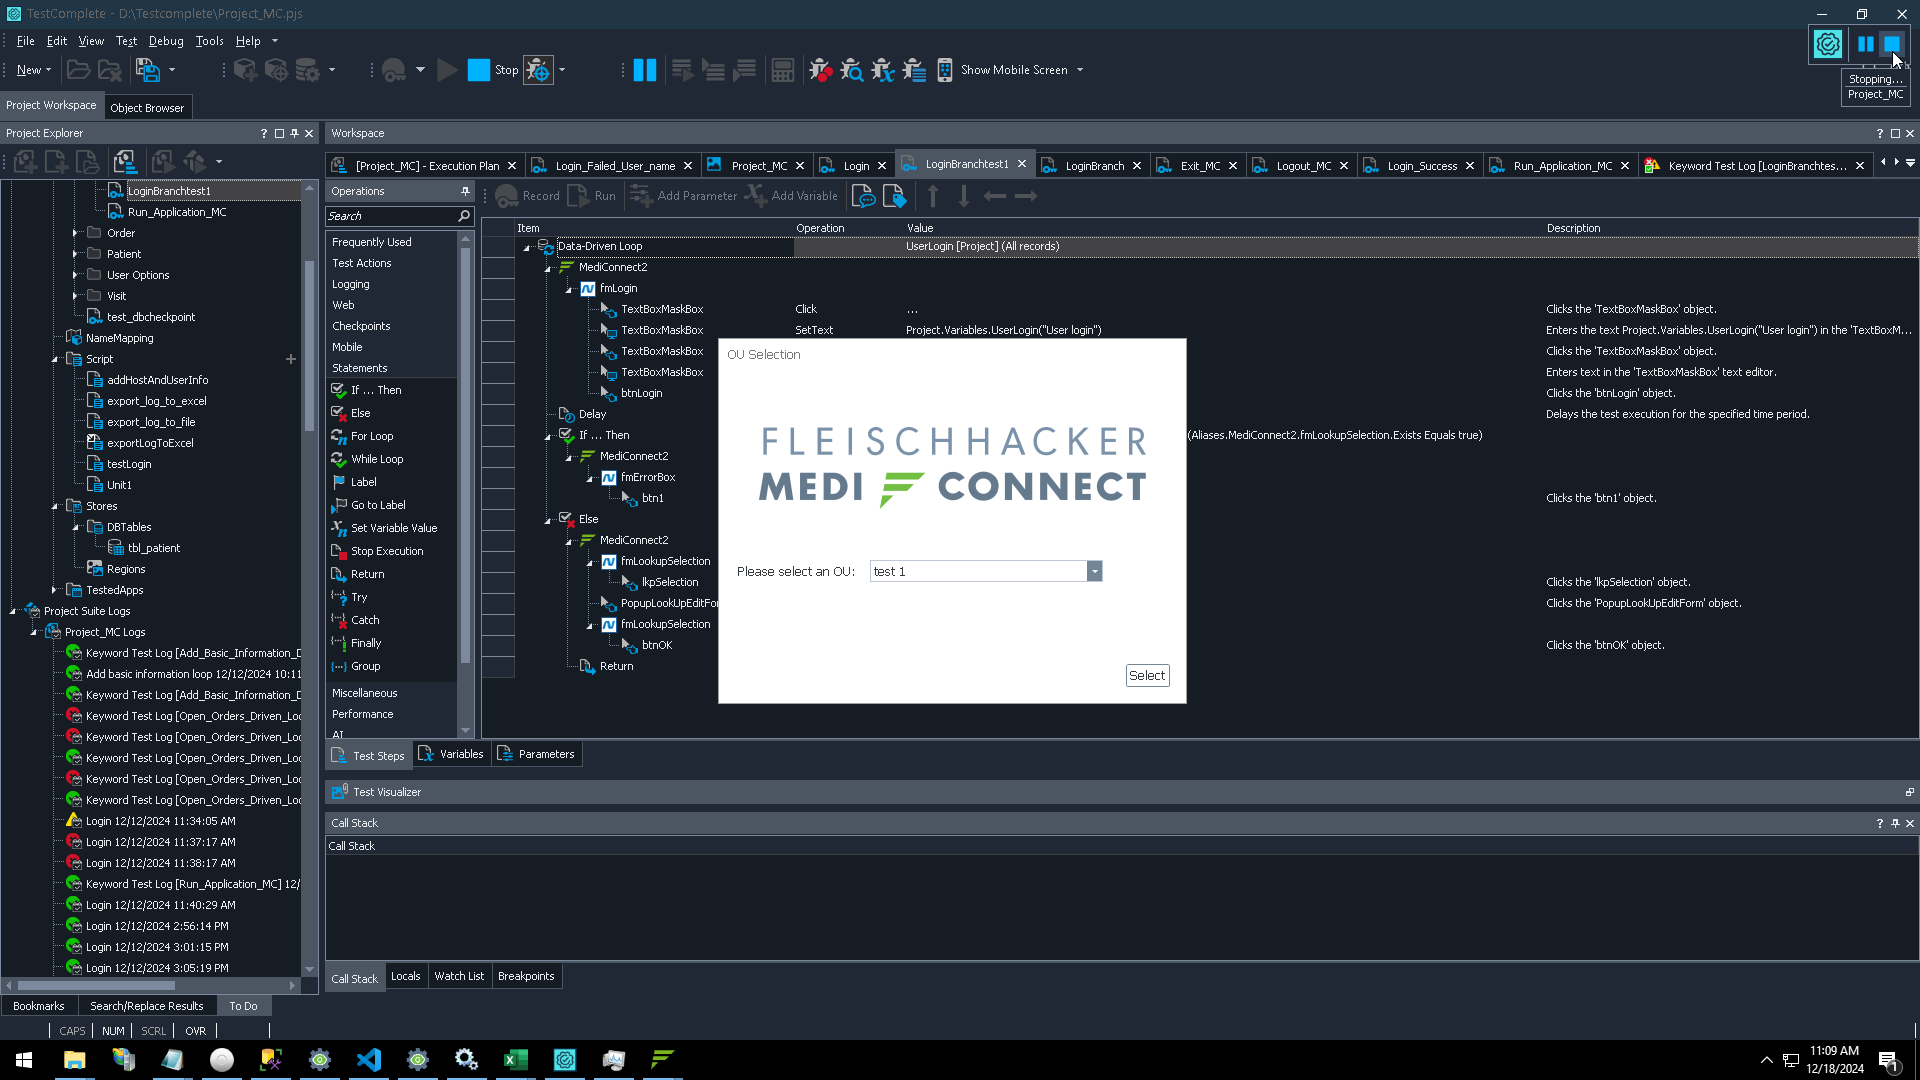 TestComplete - D:\Testcomplete\Project_MC.pjs
File Edit View Test Debug Tools Help
New
Stop
Show Mobile Screen
Stopping...
Project_MC
Project Workspace
Object Browser
Project Explorer
Workspace
[Project_MC] - Execution Plan
Login_Failed_User_name
Project_MC
Login
LoginBranchtest1
LoginBranch
Exit_MC
Logout_MC
Login_Success
Run_Application_MC
Keyword Test Log [LoginBranchtes...
LoginBranchtest1
Run_Application_MC
Order
Patient
User Options
Visit
test_dbcheckpoint
NameMapping
Script
addHostAndUserInfo
export_log_to_excel
export_log_to_file
exportLogToExcel
testLogin
Unit1
Stores
DBTables
tbl_patient
Regions
TestedApps
Project Suite Logs
Project_MC Logs
Keyword Test Log [Add_Basic_Information_D
Add basic information loop 12/12/2024 10:11
Keyword Test Log [Add_Basic_Information_D
Keyword Test Log [Open_Orders_Driven_Loo
Keyword Test Log [Open_Orders_Driven_Loo
Keyword Test Log [Open_Orders_Driven_Loo
Keyword Test Log [Open_Orders_Driven_Loo
Keyword Test Log [Open_Orders_Driven_Loo
Login 12/12/2024 11:34:05 AM
Login 12/12/2024 11:37:17 AM
Login 12/12/2024 11:38:17 AM
Keyword Test Log [Run_Application_MC] 12/
Login 12/12/2024 11:40:29 AM
Login 12/12/2024 2:56:14 PM
Login 12/12/2024 3:01:15 PM
Login 12/12/2024 3:05:19 PM
Bookmarks
Search/Replace Results
To Do
Operations
Search
Frequently Used
Test Actions
Logging
Web
Checkpoints
Mobile
Statements
If ... Then
Else
For Loop
While Loop
Label
Go to Label
Set Variable Value
Stop Execution
Return
Try
Catch
Finally
Group
Miscellaneous
Performance
AI
Record
Run
Add Parameter
Add Variable
Item Operation Value Description
Data-Driven Loop UserLogin [Project] (All records)
MediConnect2
fmLogin
TextBoxMaskBox Click ... Clicks the 'TextBoxMaskBox' object.
TextBoxMaskBox SetText Project.Variables.UserLogin("User login") Enters the text Project.Variables.UserLogin("User login") in the 'TextBoxM...
TextBoxMaskBox Clicks the 'TextBoxMaskBox' object.
TextBoxMaskBox Enters text in the 'TextBoxMaskBox' text editor.
btnLogin Clicks the 'btnLogin' object.
Delay Delays the test execution for the specified time period.
If ... Then (Aliases.MediConnect2.fmLookupSelection.Exists Equals true)
MediConnect2
fmErrorBox
btn1 Clicks the 'btn1' object.
Else
MediConnect2
fmLookupSelection
lkpSelection Clicks the 'lkpSelection' object.
PopupLookUpEditFor Clicks the 'PopupLookUpEditForm' object.
fmLookupSelection
btnOK Clicks the 'btnOK' object.
Return
OU Selection
FLEISCHHACKER
MEDI CONNECT
Please select an OU: test 1
Select
Test Steps
Variables
Parameters
Test Visualizer
Call Stack
Call Stack
Call Stack
Locals
Watch List
Breakpoints
CAPS NUM SCRL OVR
11:09 AM
12/18/2024
1